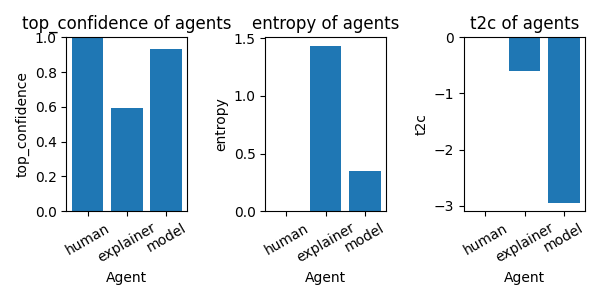 top_confidence of agents
top_confidence
1.0
0.8
0.6
0.4
0.2
0.0
human
explainer
model
Agent
entropy of agents
entropy
1.5
1.0
0.5
0.0
human
explainer
model
Agent
t2c of agents
t2c
0
−1
−2
−3
human
explainer
model
Agent